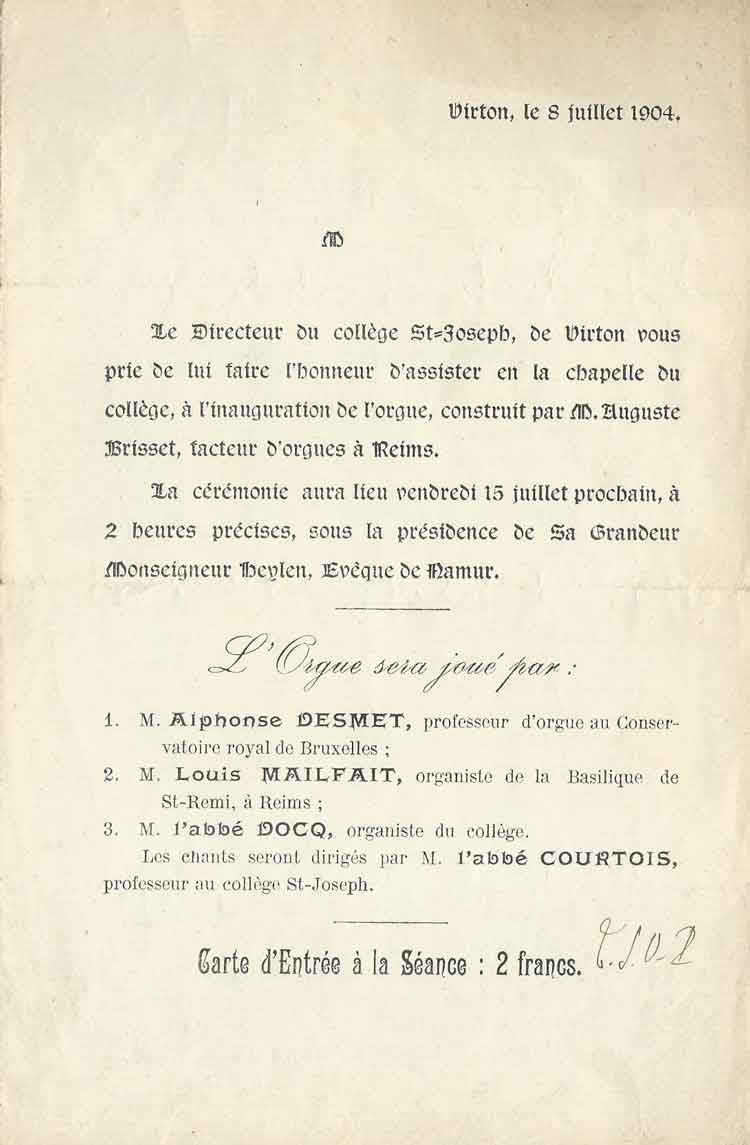 Virton, le 8 juillet 1904.
M
Le Directeur du collège St=Joseph, de Virton vous
prie de lui faire l'honneur d'assister en la chapelle du
collège, à l'inauguration de l'orgue, construit par M. Auguste
Brisset, facteur d'orgues à Reims.
La cérémonie aura lieu vendredi 15 juillet prochain, à
2 heures précises, sous la présidence de Sa Grandeur
Monseigneur Heylen, Evêque de Namur.
L'Orgue sera joué par :
1. M. Alphonse DESMET, professeur d'orgue au Conser-
vatoire royal de Bruxelles ;
2. M. Louis MAILFAIT, organiste de la Basilique de
St-Remi, à Reims ;
3. M. l'abbé DOCQ, organiste du collège.
Les chants seront dirigés par M. l'abbé COURTOIS,
professeur au collège St-Joseph.
Carte d'Entrée à la Séance : 2 francs.